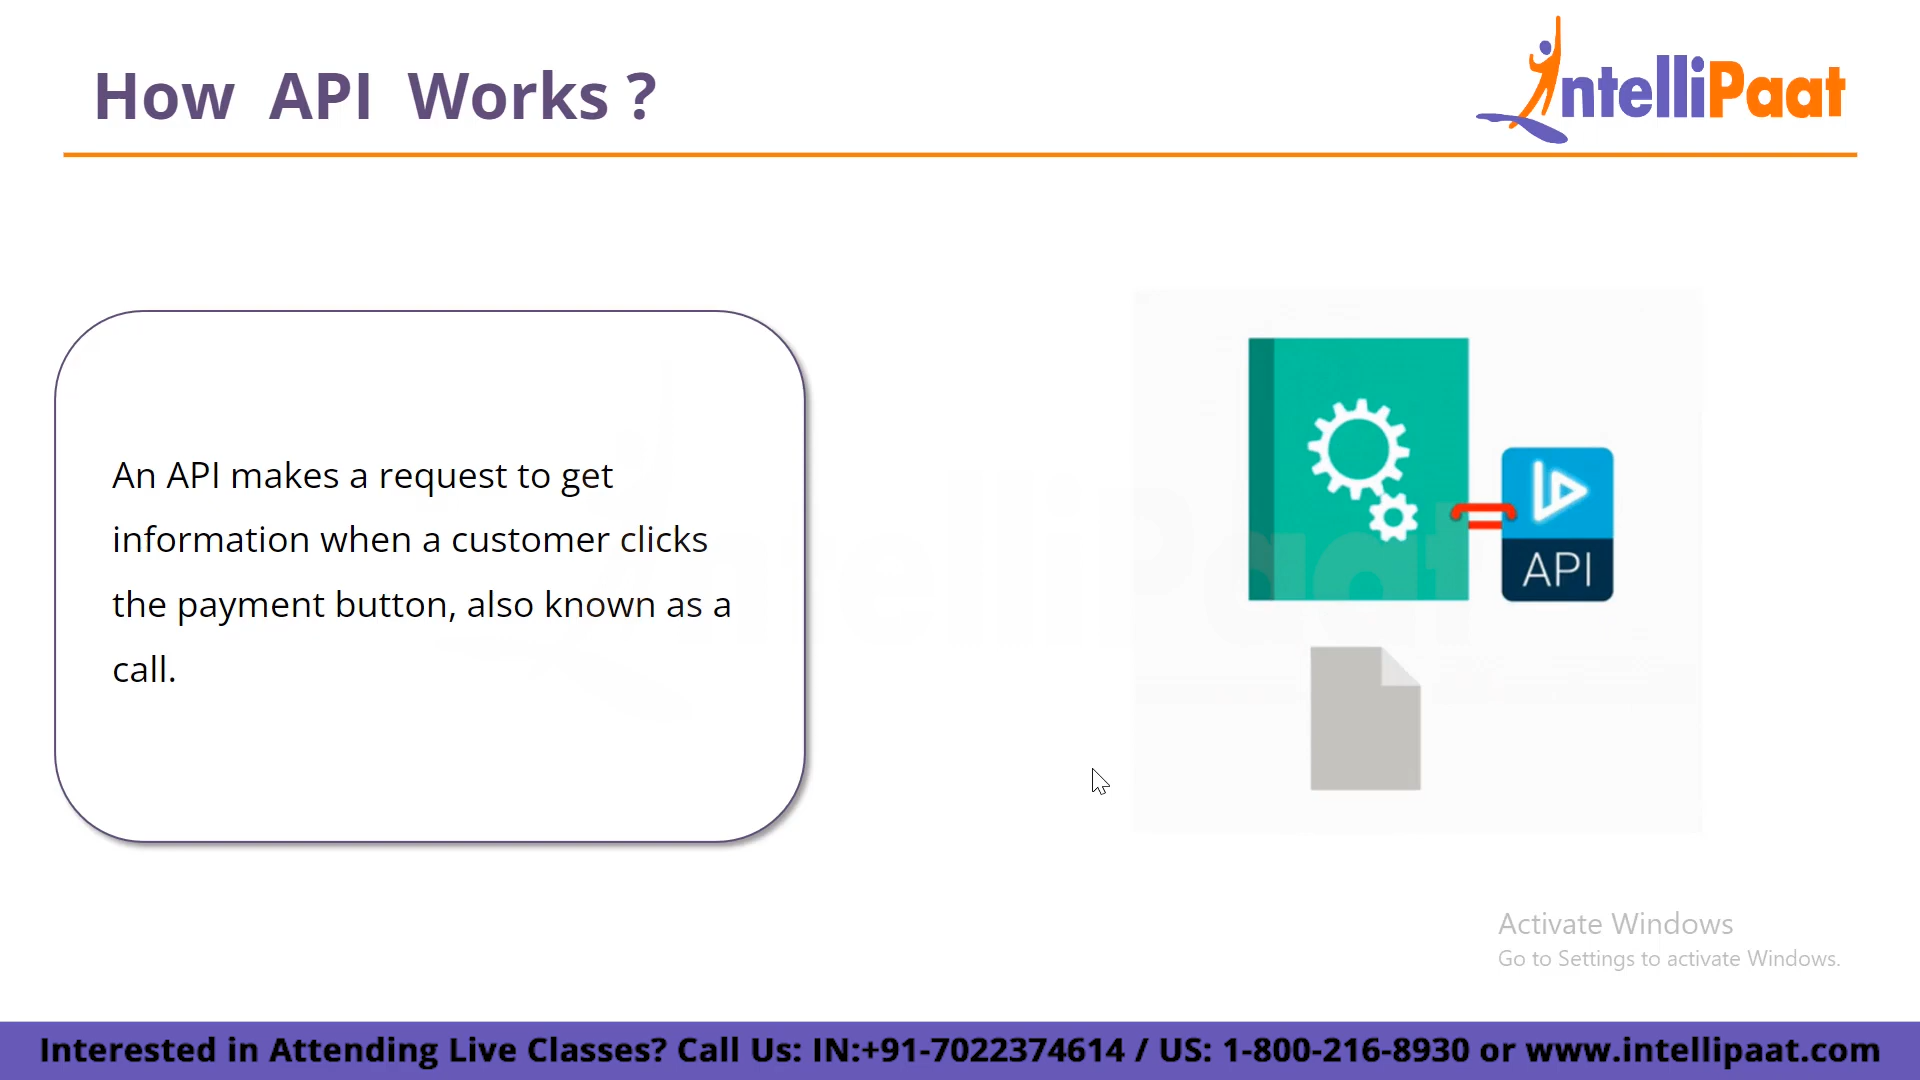 How API Works ?
IntelliPaat
An API makes a request to get
information when a customer clicks
the payment button, also known as a
call.
API
Activate Windows
Go to Settings to activate Windows.
Interested in Attending Live Classes? Call Us: IN:+91-7022374614 / US: 1-800-216-8930 or www.intellipaat.com